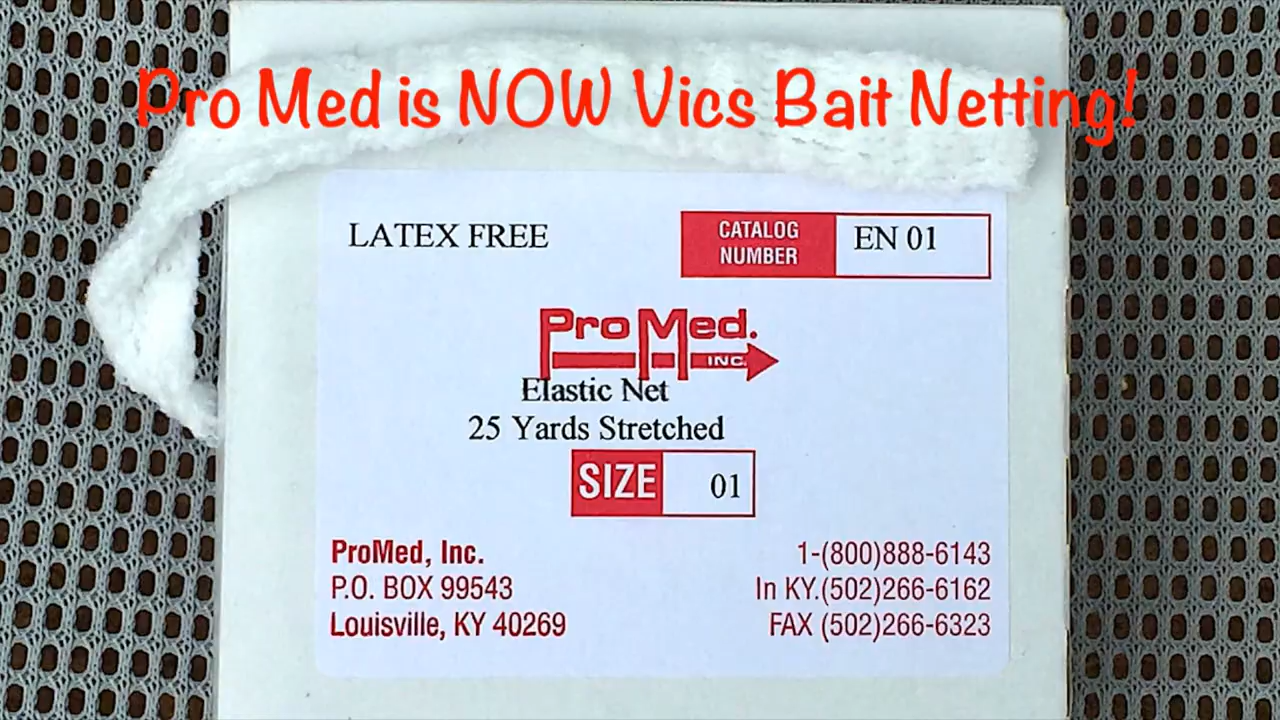 Pro Med is NOW Vics Bait Netting!
LATEX FREE
CATALOG NUMBER
EN 01
Pro Med.
INC.
Elastic Net
25 Yards Stretched
SIZE 01
ProMed, Inc.
P.O. BOX 99543
Louisville, KY 40269
1-(800)888-6143
In KY.(502)266-6162
FAX (502)266-6323